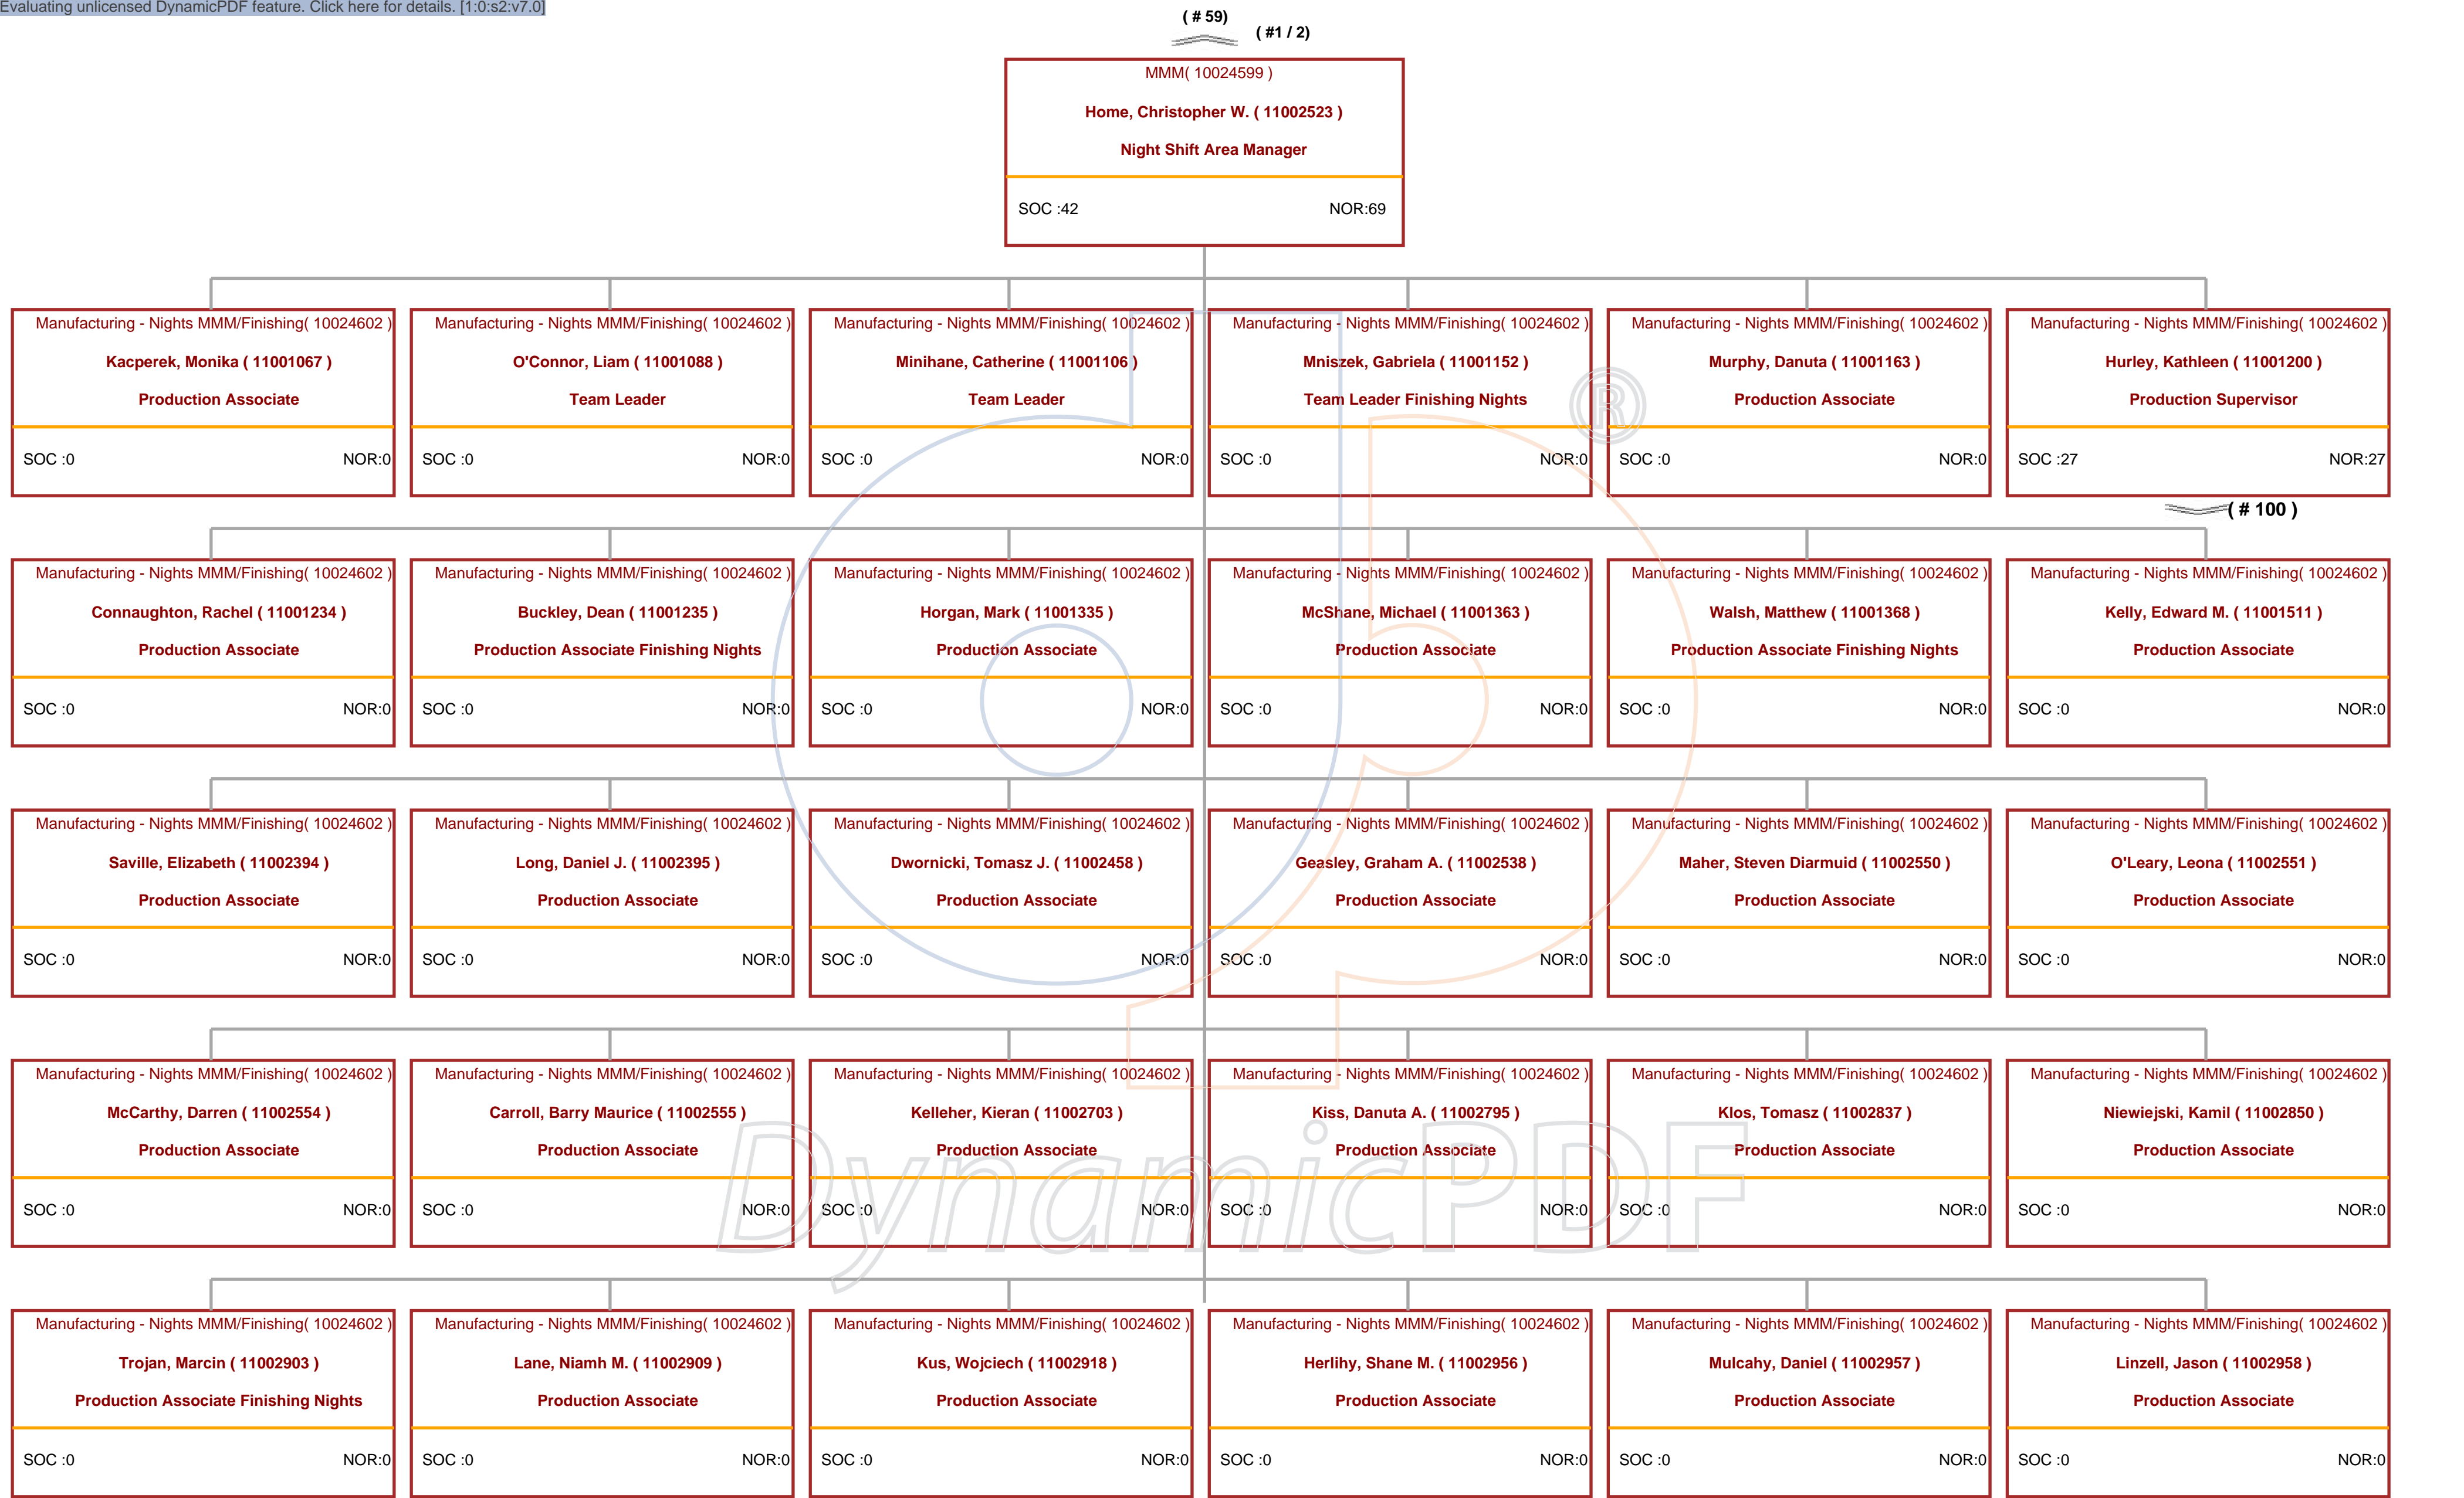 Evaluating unlicensed DynamicPDF feature. Click here for details. [1:0:s2:v7.0]
( # 59)
( #1 / 2)
MMM( 10024599 )
Home, Christopher W. ( 11002523 )
Night Shift Area Manager
SOC :42 NOR:69
Manufacturing - Nights MMM/Finishing( 10024602 )
Kacperek, Monika ( 11001067 )
Production Associate
SOC :0 NOR:0
Manufacturing - Nights MMM/Finishing( 10024602 )
O'Connor, Liam ( 11001088 )
Team Leader
SOC :0 NOR:0
Manufacturing - Nights MMM/Finishing( 10024602 )
Minihane, Catherine ( 11001106 )
Team Leader
SOC :0 NOR:0
Manufacturing - Nights MMM/Finishing( 10024602 )
Mniszek, Gabriela ( 11001152 )
Team Leader Finishing Nights
SOC :0 NOR:0
Manufacturing - Nights MMM/Finishing( 10024602 )
Murphy, Danuta ( 11001163 )
Production Associate
SOC :0 NOR:0
Manufacturing - Nights MMM/Finishing( 10024602 )
Hurley, Kathleen ( 11001200 )
Production Supervisor
SOC :27 NOR:27
( # 100 )
Manufacturing - Nights MMM/Finishing( 10024602 )
Connaughton, Rachel ( 11001234 )
Production Associate
SOC :0 NOR:0
Manufacturing - Nights MMM/Finishing( 10024602 )
Buckley, Dean ( 11001235 )
Production Associate Finishing Nights
SOC :0 NOR:0
Manufacturing - Nights MMM/Finishing( 10024602 )
Horgan, Mark ( 11001335 )
Production Associate
SOC :0 NOR:0
Manufacturing - Nights MMM/Finishing( 10024602 )
McShane, Michael ( 11001363 )
Production Associate
SOC :0 NOR:0
Manufacturing - Nights MMM/Finishing( 10024602 )
Walsh, Matthew ( 11001368 )
Production Associate Finishing Nights
SOC :0 NOR:0
Manufacturing - Nights MMM/Finishing( 10024602 )
Kelly, Edward M. ( 11001511 )
Production Associate
SOC :0 NOR:0
Manufacturing - Nights MMM/Finishing( 10024602 )
Saville, Elizabeth ( 11002394 )
Production Associate
SOC :0 NOR:0
Manufacturing - Nights MMM/Finishing( 10024602 )
Long, Daniel J. ( 11002395 )
Production Associate
SOC :0 NOR:0
Manufacturing - Nights MMM/Finishing( 10024602 )
Dwornicki, Tomasz J. ( 11002458 )
Production Associate
SOC :0 NOR:0
Manufacturing - Nights MMM/Finishing( 10024602 )
Geasley, Graham A. ( 11002538 )
Production Associate
SOC :0 NOR:0
Manufacturing - Nights MMM/Finishing( 10024602 )
Maher, Steven Diarmuid ( 11002550 )
Production Associate
SOC :0 NOR:0
Manufacturing - Nights MMM/Finishing( 10024602 )
O'Leary, Leona ( 11002551 )
Production Associate
SOC :0 NOR:0
Manufacturing - Nights MMM/Finishing( 10024602 )
McCarthy, Darren ( 11002554 )
Production Associate
SOC :0 NOR:0
Manufacturing - Nights MMM/Finishing( 10024602 )
Carroll, Barry Maurice ( 11002555 )
Production Associate
SOC :0 NOR:0
Manufacturing - Nights MMM/Finishing( 10024602 )
Kelleher, Kieran ( 11002703 )
Production Associate
SOC :0 NOR:0
Manufacturing - Nights MMM/Finishing( 10024602 )
Kiss, Danuta A. ( 11002795 )
Production Associate
SOC :0 NOR:0
Manufacturing - Nights MMM/Finishing( 10024602 )
Klos, Tomasz ( 11002837 )
Production Associate
SOC :0 NOR:0
Manufacturing - Nights MMM/Finishing( 10024602 )
Niewiejski, Kamil ( 11002850 )
Production Associate
SOC :0 NOR:0
Manufacturing - Nights MMM/Finishing( 10024602 )
Trojan, Marcin ( 11002903 )
Production Associate Finishing Nights
SOC :0 NOR:0
Manufacturing - Nights MMM/Finishing( 10024602 )
Lane, Niamh M. ( 11002909 )
Production Associate
SOC :0 NOR:0
Manufacturing - Nights MMM/Finishing( 10024602 )
Kus, Wojciech ( 11002918 )
Production Associate
SOC :0 NOR:0
Manufacturing - Nights MMM/Finishing( 10024602 )
Herlihy, Shane M. ( 11002956 )
Production Associate
SOC :0 NOR:0
Manufacturing - Nights MMM/Finishing( 10024602 )
Mulcahy, Daniel ( 11002957 )
Production Associate
SOC :0 NOR:0
Manufacturing - Nights MMM/Finishing( 10024602 )
Linzell, Jason ( 11002958 )
Production Associate
SOC :0 NOR:0
®
DynamicPDF